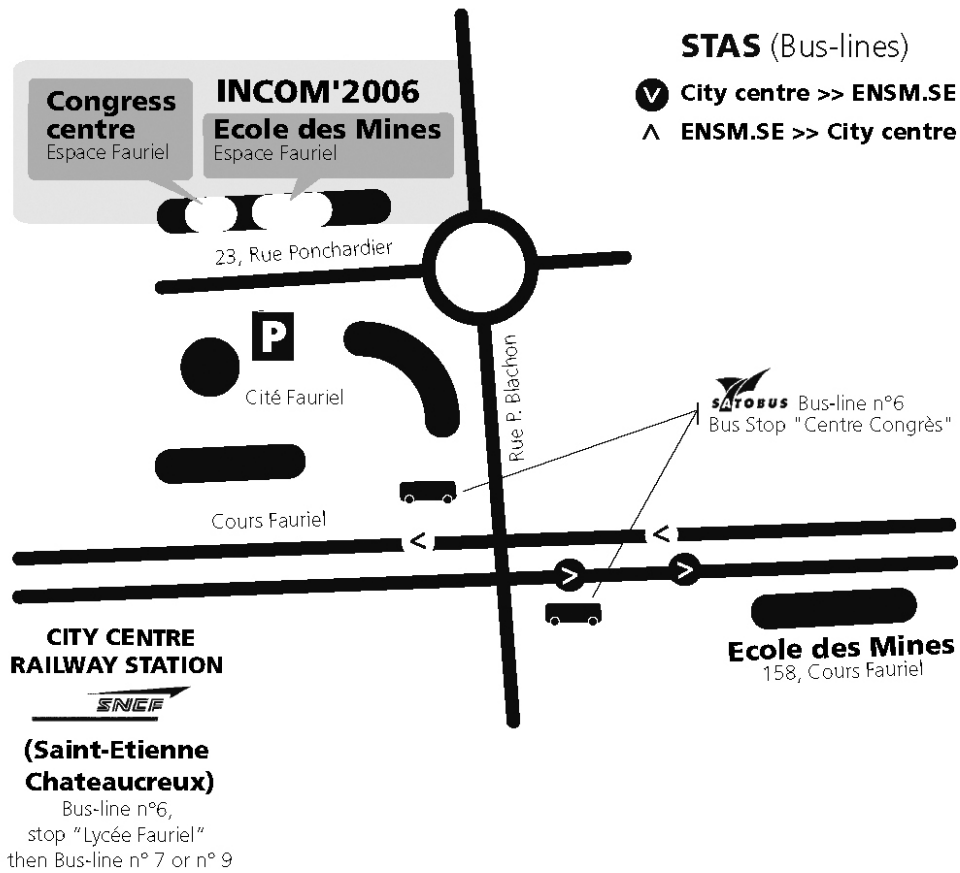 STAS (Bus-lines)
City centre >> ENSM.SE
ENSM.SE >> City centre
INCOM'2006
Congress
centre
Espace Fauriel
Ecole des Mines
Espace Fauriel
23, Rue Ponchardier
P
Cité Fauriel
Rue P. Blachon
SATOBUS Bus-line n°6
Bus Stop "Centre Congrès"
Cours Fauriel
CITY CENTRE
RAILWAY STATION
SNCF
(Saint-Etienne
Chateaucreux)
Bus-line n°6,
stop "Lycée Fauriel"
then Bus-line n° 7 or n° 9
Ecole des Mines
158, Cours Fauriel